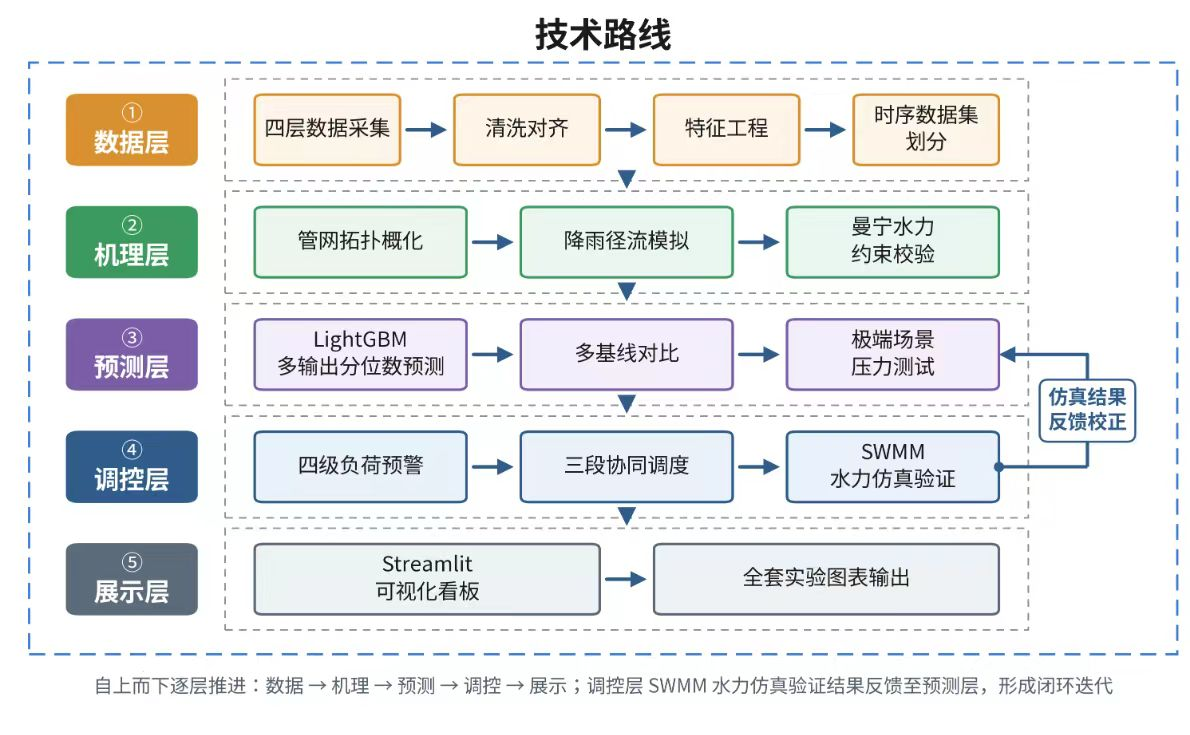 技术路线
①
数据层
四层数据采集
清洗对齐
特征工程
时序数据集
划分
②
机理层
管网拓扑概化
降雨径流模拟
曼宁水力
约束校验
③
预测层
LightGBM
多输出分位数预测
多基线对比
极端场景
压力测试
仿真结果
反馈校正
④
调控层
四级负荷预警
三段协同调度
SWMM
水力仿真验证
⑤
展示层
Streamlit
可视化看板
全套实验图表输出
自上而下逐层推进：数据 → 机理 → 预测 → 调控 → 展示；调控层 SWMM 水力仿真验证结果反馈至预测层，形成闭环迭代